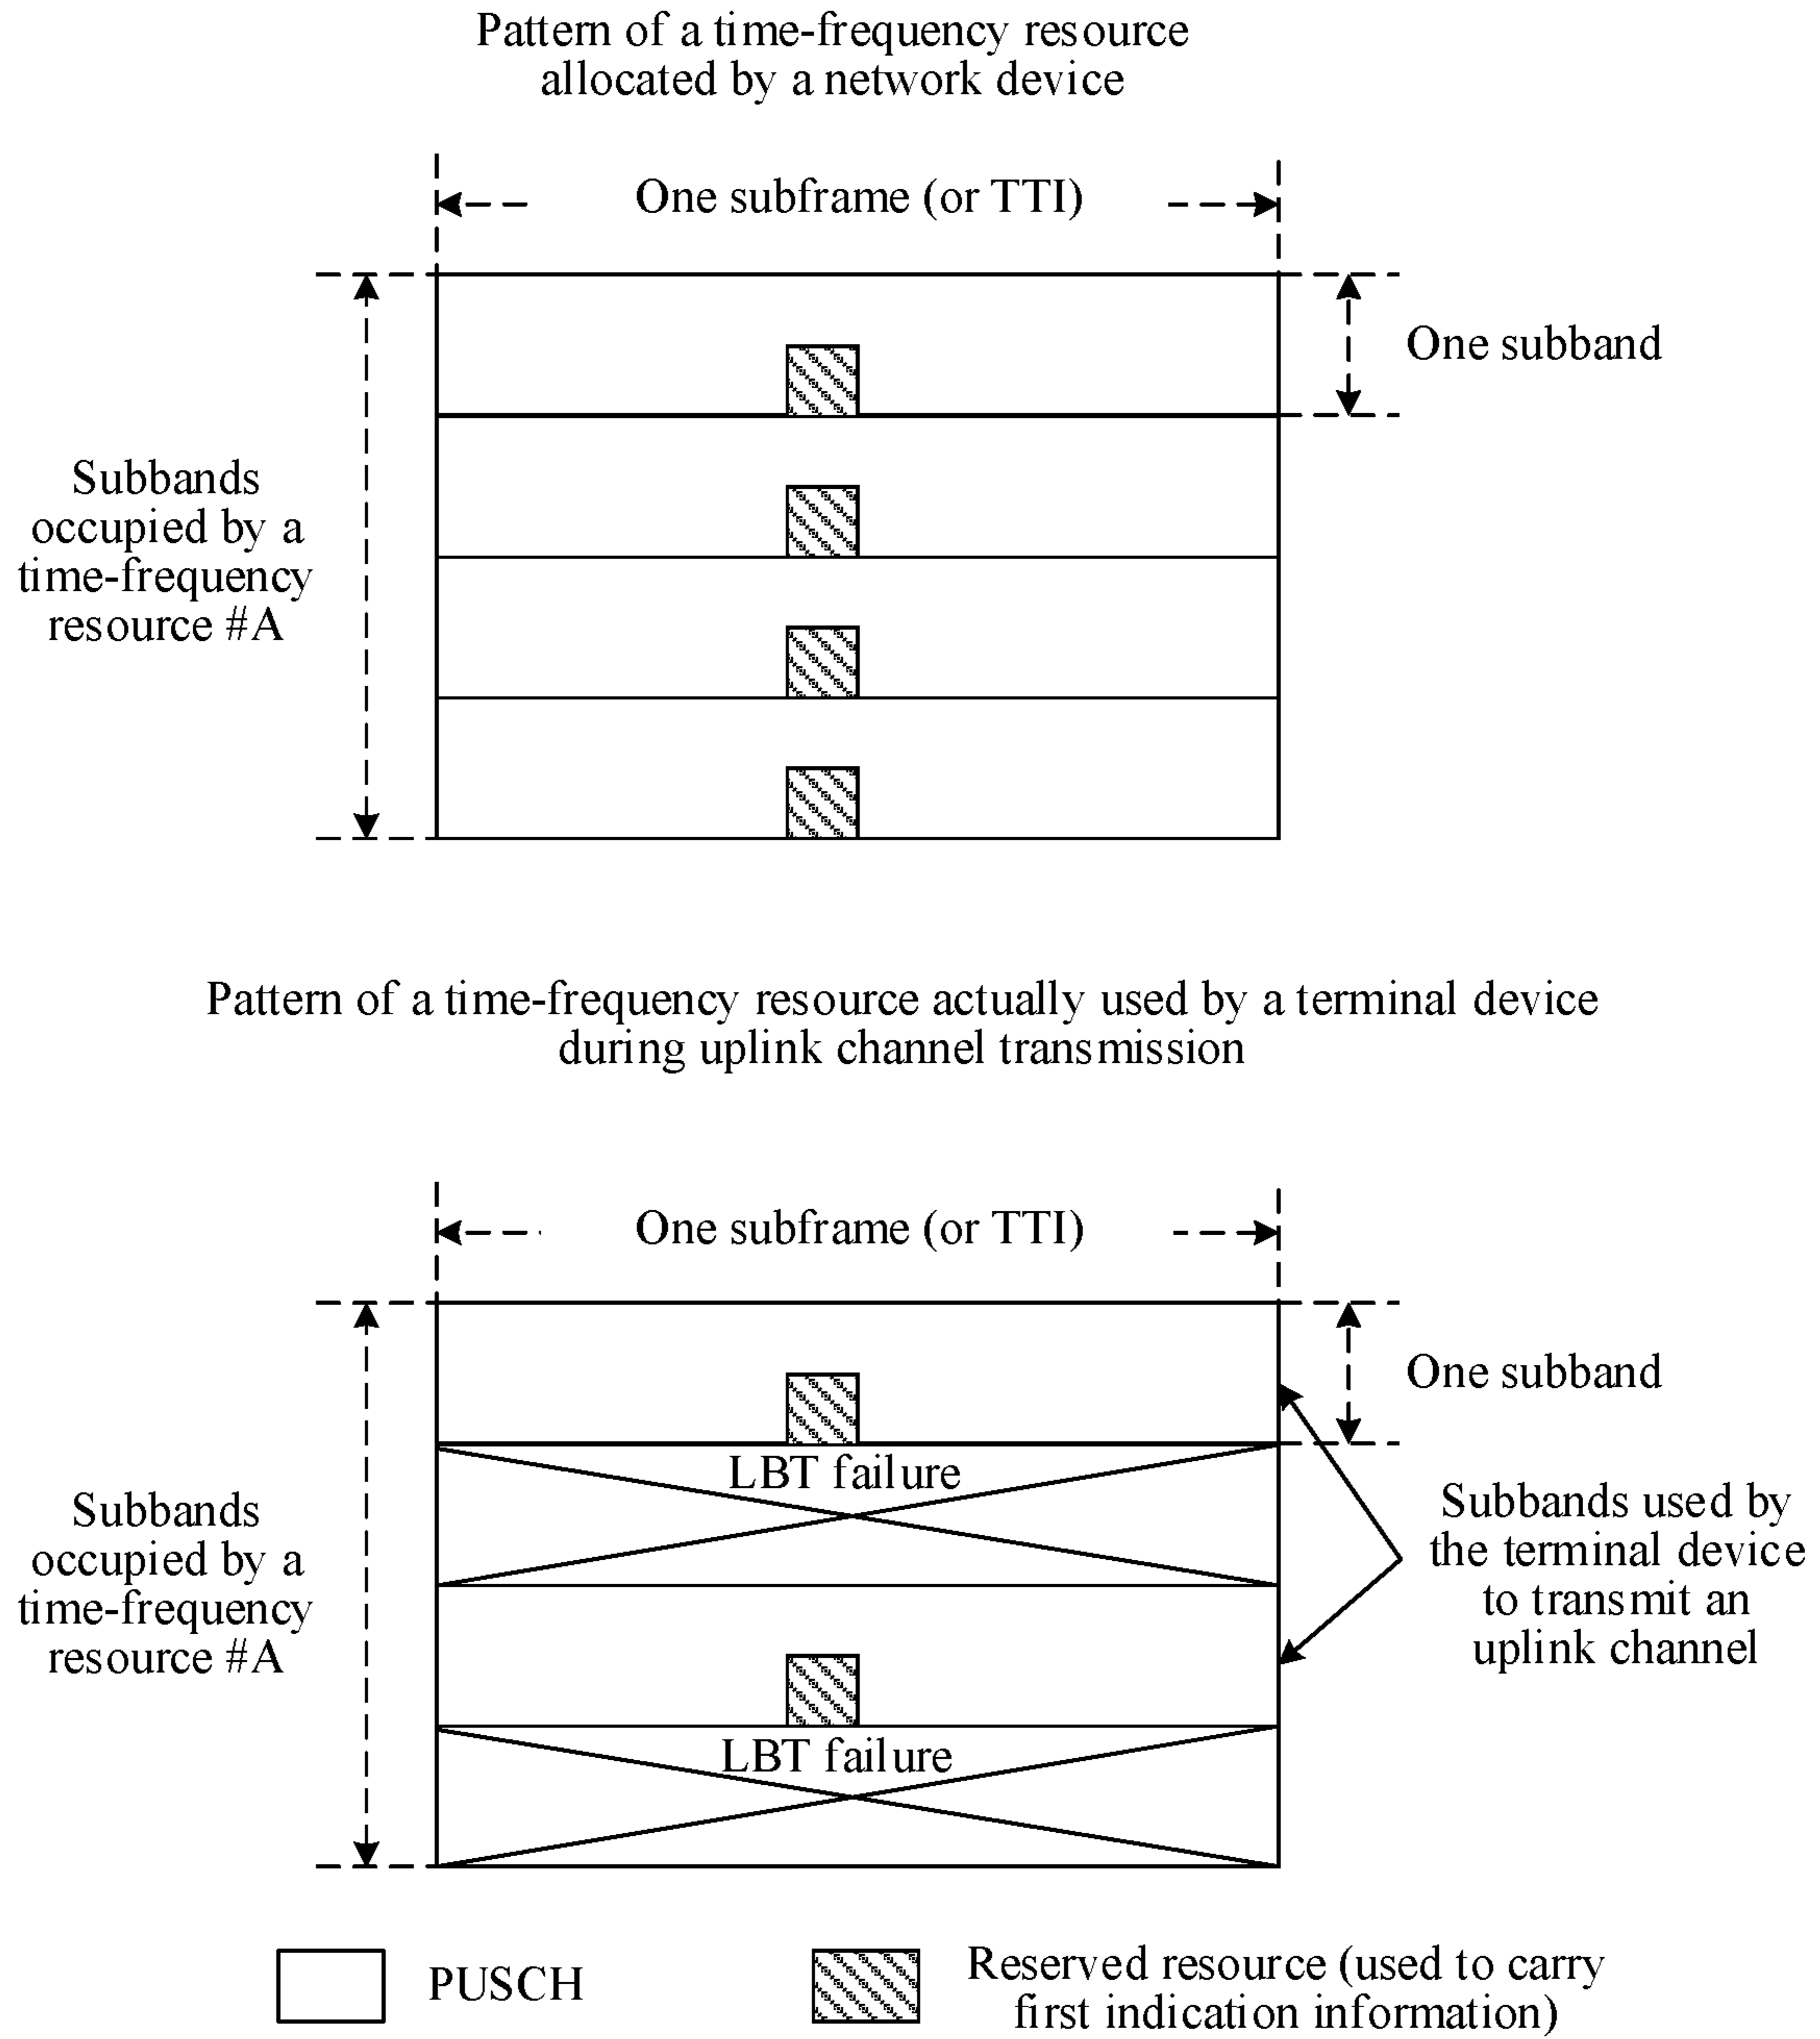 Pattern of a time-frequency resource
allocated by a network device
One subframe (or TTI)
One subband
Subbands
occupied by a
time-frequency
resource #A
Pattern of a time-frequency resource actually used by a terminal device
during uplink channel transmission
One subframe (or TTI)
One subband
LBT failure
Subbands
occupied by a
time-frequency
resource #A
Subbands used by
the terminal device
to transmit an
uplink channel
LBT failure
PUSCH
Reserved resource (used to carry
first indication information)